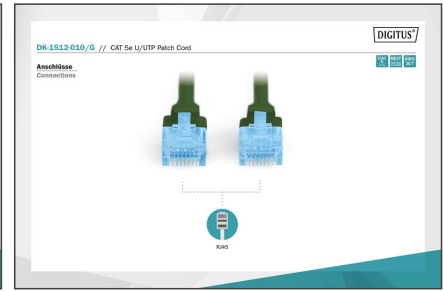 DIGITUS®
DK-1512-010/G // CAT 5e U/UTP Patch Cord
Anschlüsse
Connections
RJ45